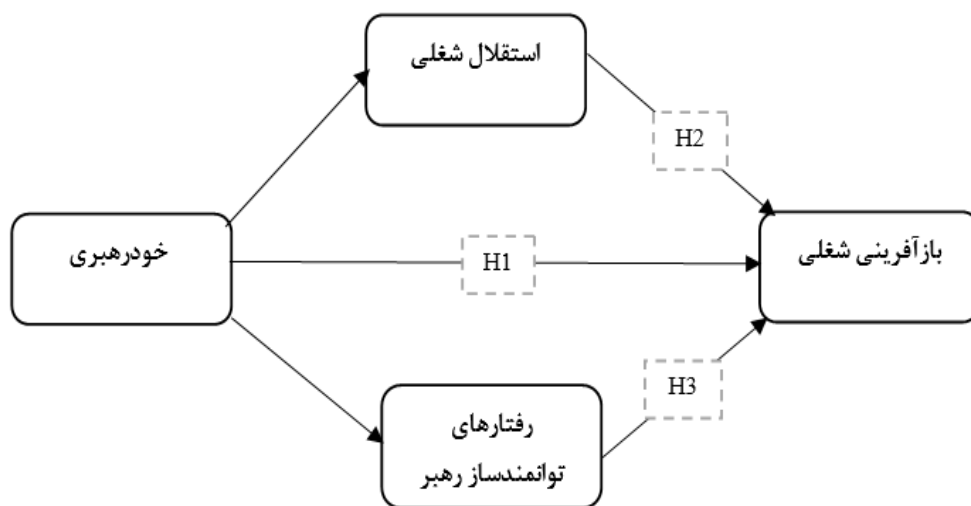 استقلال شغلی
H2
خودرهبری
H1
بازآفرینی شغلی
H3
رفتارهای
توانمندساز رهبر